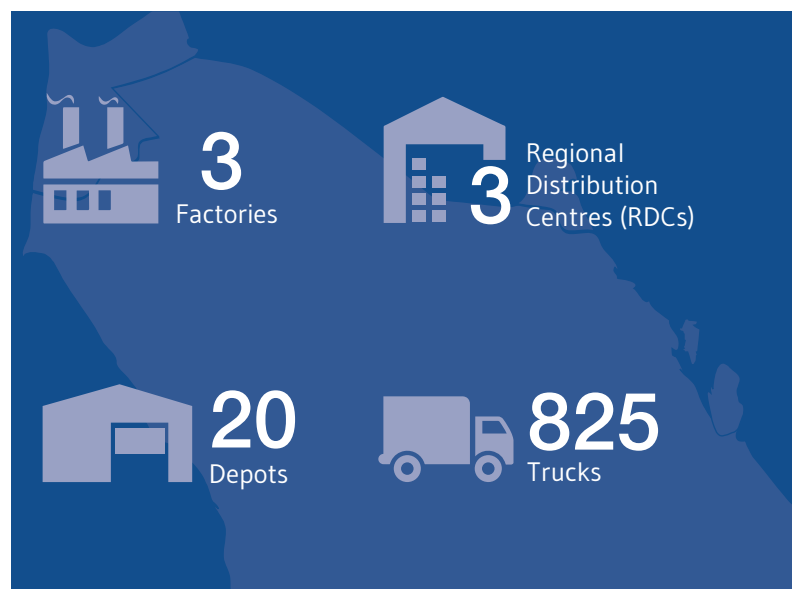 3
Factories
3
Regional
Distribution
Centres (RDCs)
20
Depots
825
Trucks